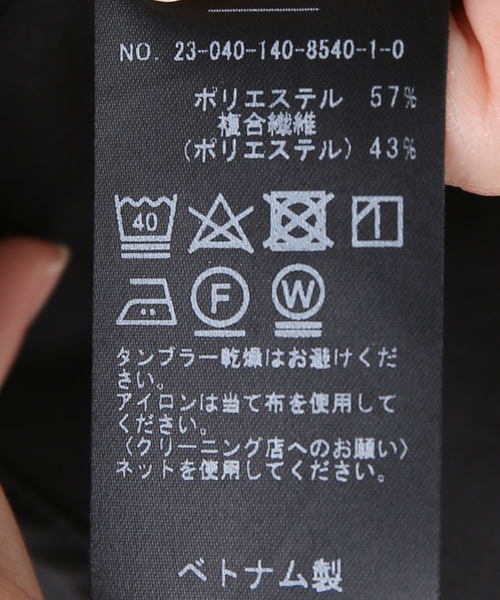 NO. 23-040-140-8540-1-0
ポリエステル 57%
複合繊維
(ポリエステル) 43%
40
F W
タンブラー乾燥はお避けくだ
さい。
アイロンは当て布を使用して
ください。
〈クリーニング店へのお願い〉
ネットを使用してください。
ベトナム製